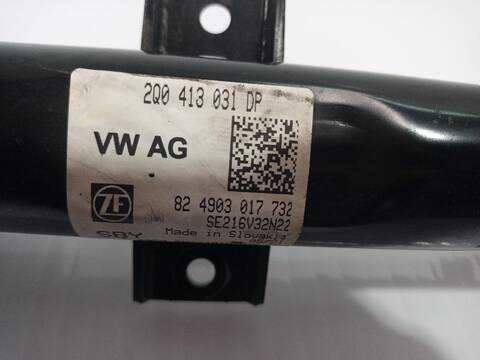 2Q0 413 031 DP
VW AG
ZF
82 4903 017 732
SE216V32N22
SBY
Made in Slovakia